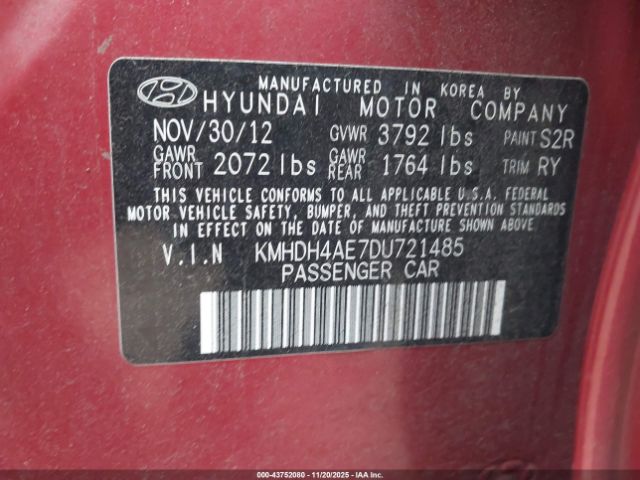 MANUFACTURED IN KOREA BY
HYUNDAI MOTOR COMPANY
NOV/30/12 GVWR 3792 lbs PAINT S2R
GAWR FRONT 2072 lbs GAWR REAR 1764 lbs TRIM RY
THIS VEHICLE CONFORMS TO ALL APPLICABLE U.S.A. FEDERAL
MOTOR VEHICLE SAFETY, BUMPER, AND THEFT PREVENTION STANDARDS
IN EFFECT ON THE DATE OF MANUFACTURE SHOWN ABOVE
V.I.N KMHDH4AE7DU721485
PASSENGER CAR
000-43752080 - 11/20/2025 - IAAI.CA